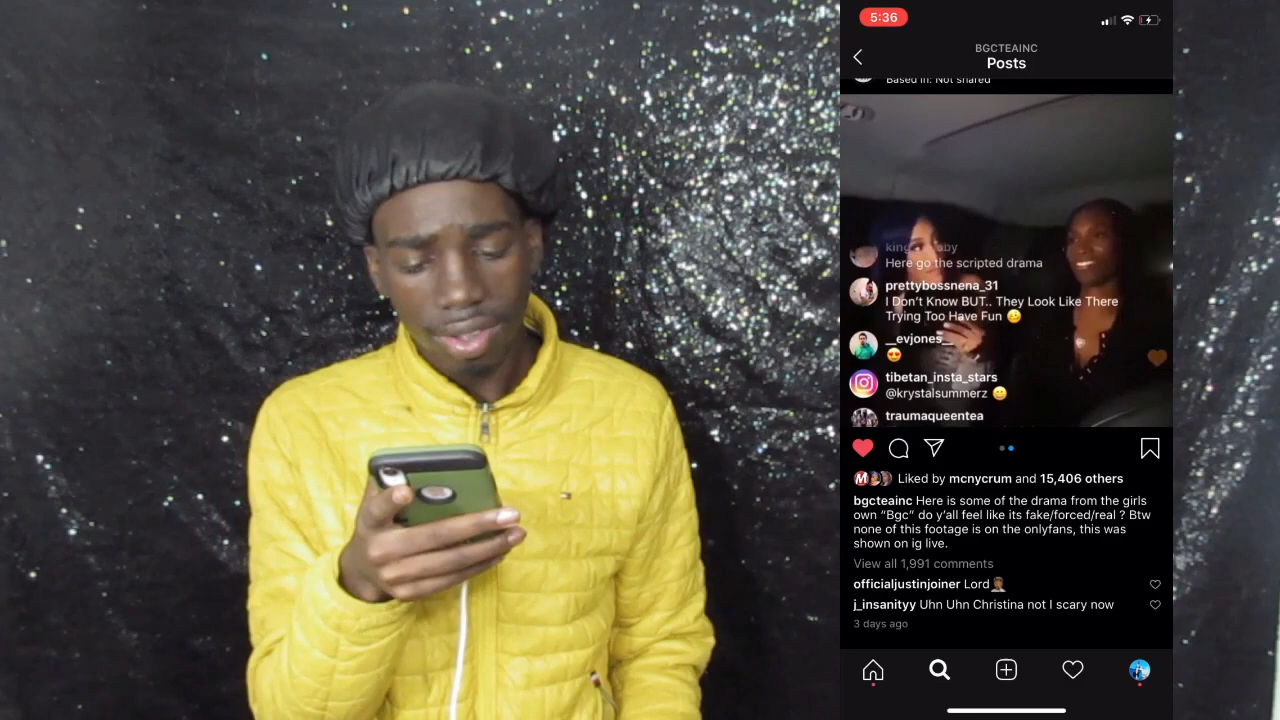 5:36
BGCTEAINC
Posts
Based in: Not shared
Here go the scripted drama
prettybossnena_31
I Don't Know BUT.. They Look Like There
Trying Too Have Fun 🥴
__evjones__
😍
tibetan_insta_stars
@krystalsummerz 😊
traumaqueentea
Liked by mcnycrum and 15,406 others
bgcteainc Here is some of the drama from the girls
own “Bgc” do y'all feel like its fake/forced/real ? Btw
none of this footage is on the onlyfans, this was
shown on ig live.
View all 1,991 comments
officialjustinjoiner Lord🤦🏾
j_insanityy Uhn Uhn Christina not I scary now
3 days ago